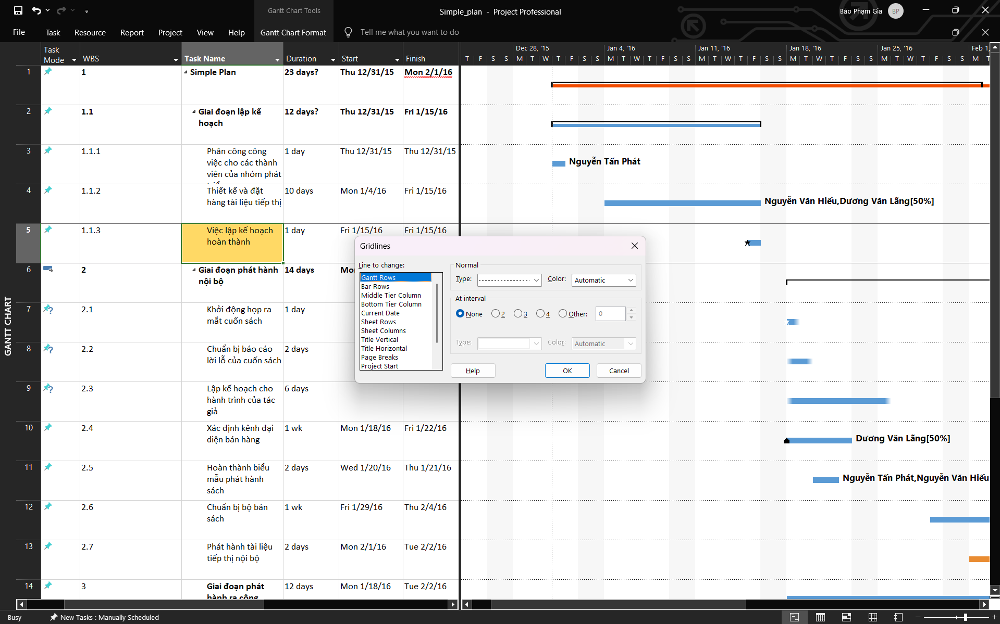 Gantt Chart Tools
Simple_plan - Project Professional
Bảo Phạm Gia
BP
File
Task
Resource
Report
Project
View
Help
Gantt Chart Format
Tell me what you want to do
Task Mode
WBS
Task Name
Duration
Start
Finish
Dec 28, '15
Jan 4, '16
Jan 11, '16
Jan 18, '16
Jan 25, '16
Feb 1,
T F S S M T W T F S S M T W T F S S M T W T F S S M T W T F S S M T W T F S S M T
1
1
Simple Plan
23 days?
Thu 12/31/15
Mon 2/1/16
2
1.1
Giai đoạn lập kế
hoạch
12 days?
Thu 12/31/15
Fri 1/15/16
3
1.1.1
Phân công công
việc cho các thành
viên của nhóm phát
1 day
Thu 12/31/15
Thu 12/31/15
Nguyễn Tấn Phát
4
1.1.2
Thiết kế và đặt
hàng tài liệu tiếp thị
10 days
Mon 1/4/16
Fri 1/15/16
Nguyễn Văn Hiếu,Dương Văn Lãng[50%]
5
1.1.3
Việc lập kế hoạch
hoàn thành
1 day
Fri 1/15/16
Fri 1/15/16
6
2
Giai đoạn phát hành
nội bộ
14 days
7
2.1
Khởi động họp ra
mắt cuốn sách
1 day
8
2.2
Chuẩn bị báo cáo
lời lỗ của cuốn sách
2 days
9
2.3
Lập kế hoạch cho
hành trình của tác
giả
6 days
10
2.4
Xác định kênh đại
diện bán hàng
1 wk
Mon 1/18/16
Fri 1/22/16
Dương Văn Lãng[50%]
11
2.5
Hoàn thành biểu
mẫu phát hành
sách
2 days
Wed 1/20/16
Thu 1/21/16
Nguyễn Tấn Phát,Nguyễn Văn Hiếu
12
2.6
Chuẩn bị bộ bán
sách
1 wk
Fri 1/29/16
Thu 2/4/16
13
2.7
Phát hành tài liệu
tiếp thị nội bộ
2 days
Mon 2/1/16
Tue 2/2/16
14
3
Giai đoạn phát
hành ra công
12 days
Mon 1/18/16
Tue 2/2/16
GANTT CHART
Gridlines
Line to change:
Gantt Rows
Bar Rows
Middle Tier Column
Bottom Tier Column
Current Date
Sheet Rows
Sheet Columns
Title Vertical
Title Horizontal
Page Breaks
Project Start
Normal
Type:
Color:
Automatic
At interval
None
2
3
4
Other:
0
Type:
Color:
Automatic
Help
OK
Cancel
Busy
New Tasks : Manually Scheduled